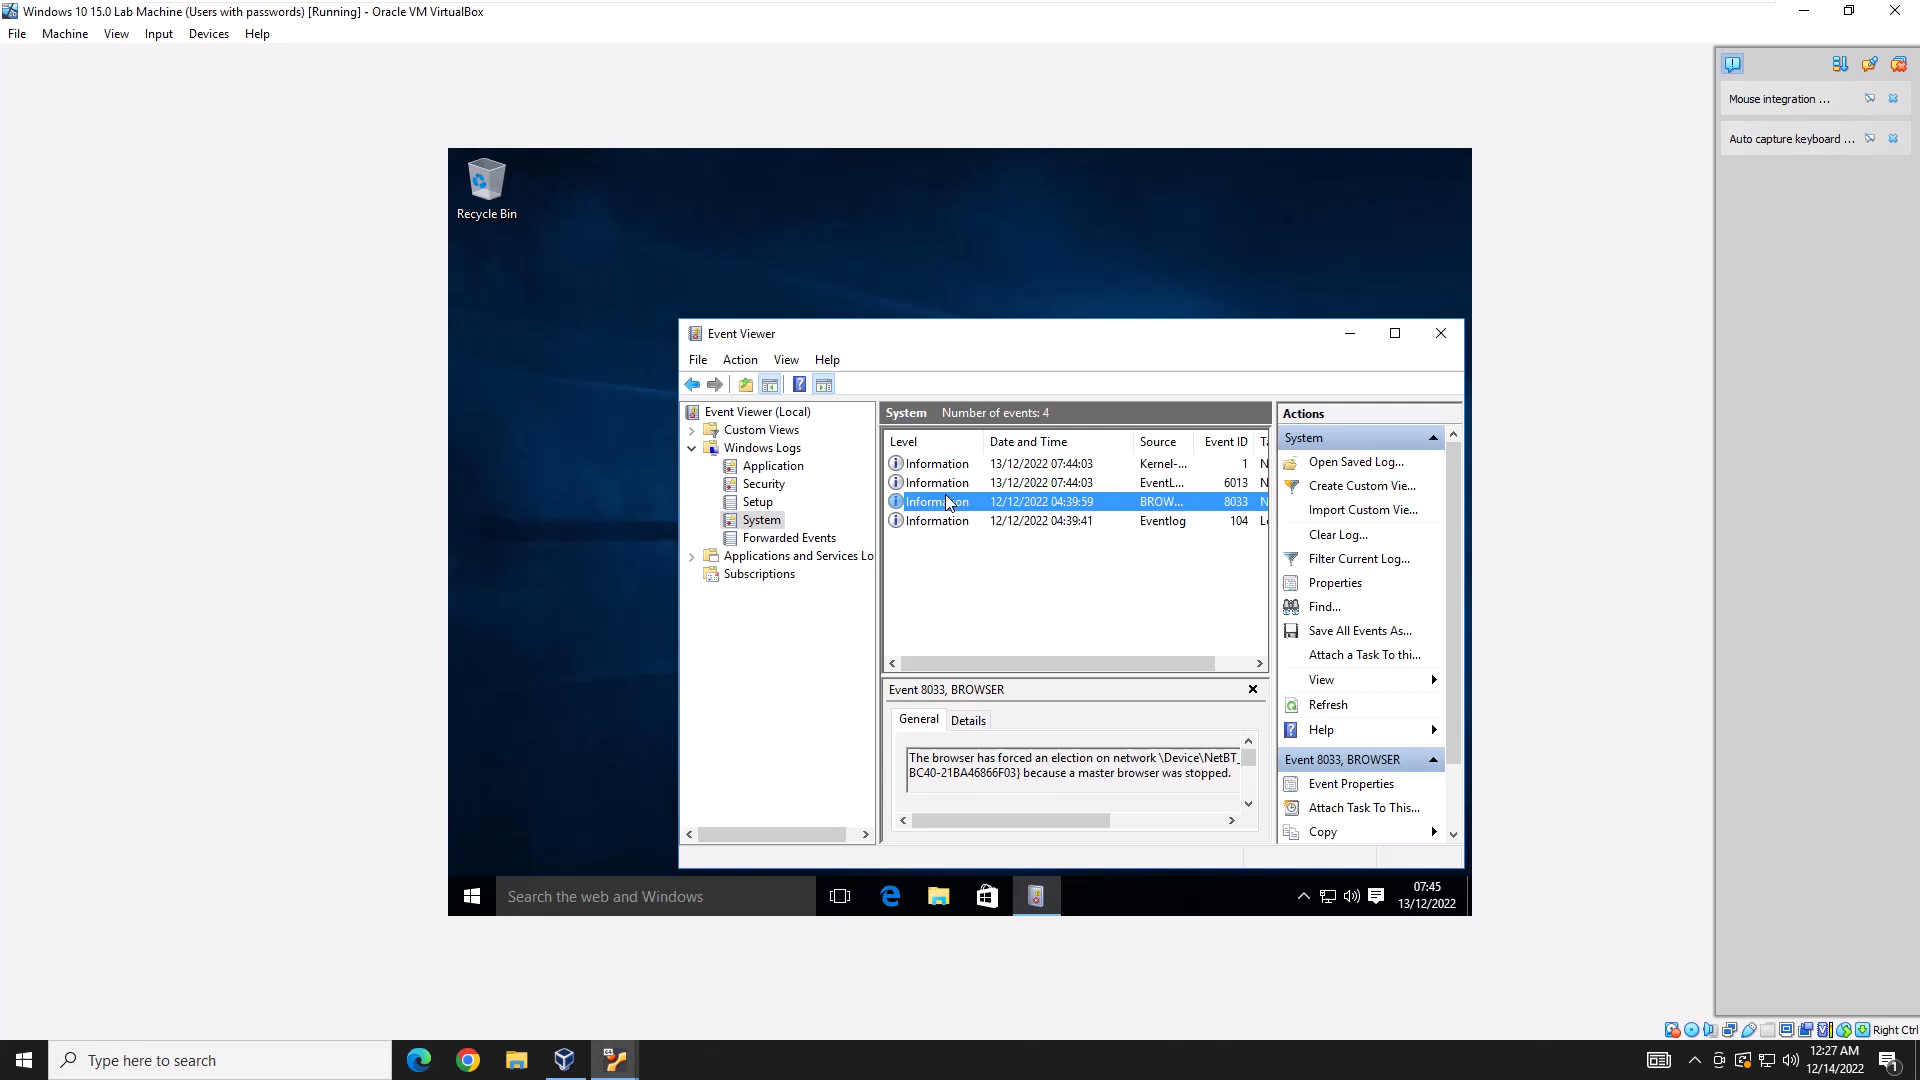 Windows 10 15.0 Lab Machine (Users with passwords) [Running] - Oracle VM VirtualBox
File Machine View Input Devices Help
Mouse integration ...
Auto capture keyboard ...
Recycle Bin
Event Viewer
File Action View Help
Event Viewer (Local)
Custom Views
Windows Logs
Application
Security
Setup
System
Forwarded Events
Applications and Services Lo
Subscriptions
System Number of events: 4
Level Date and Time Source Event ID Ta
Information 13/12/2022 07:44:03 Kernel-... 1 N
Information 13/12/2022 07:44:03 EventL... 6013 N
Information 12/12/2022 04:39:59 BROW... 8033 N
Information 12/12/2022 04:39:41 Eventlog 104 Lo
Event 8033, BROWSER
General Details
The browser has forced an election on network \Device\NetBT_
BC40-21BA46866F03} because a master browser was stopped.
Actions
System
Open Saved Log...
Create Custom Vie...
Import Custom Vie...
Clear Log...
Filter Current Log...
Properties
Find...
Save All Events As...
Attach a Task To thi...
View
Refresh
Help
Event 8033, BROWSER
Event Properties
Attach Task To This...
Copy
Search the web and Windows
07:45
13/12/2022
Right Ctrl
Type here to search
12:27 AM
12/14/2022
1